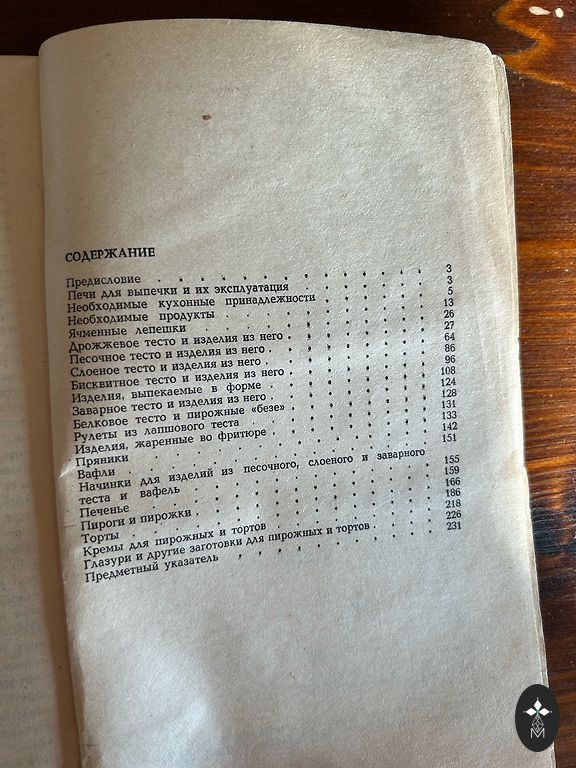 СОДЕРЖАНИЕ
Предисловие 3
Печи для выпечки и их эксплуатация 3
Необходимые кухонные принадлежности 5
Необходимые продукты 13
Ячменные лепешки 26
Дрожжевое тесто и изделия из него 27
Песочное тесто и изделия из него 64
Слоеное тесто и изделия из него 86
Бисквитное тесто и изделия из него 96
Изделия, выпекаемые в форме 108
Заварное тесто и изделия из него 124
Белковое тесто и пирожные «безе» 128
Рулеты из лапшового теста 131
Изделия, жаренные во фритюре 133
Пряники 142
Вафли 151
Начинки для изделий из песочного, слоеного и заварного
теста и вафель 155
Печенье 159
Пироги и пирожки 166
Торты 186
Кремы для пирожных и тортов 218
Глазури и другие заготовки для пирожных и тортов 226
Предметный указатель 231
M